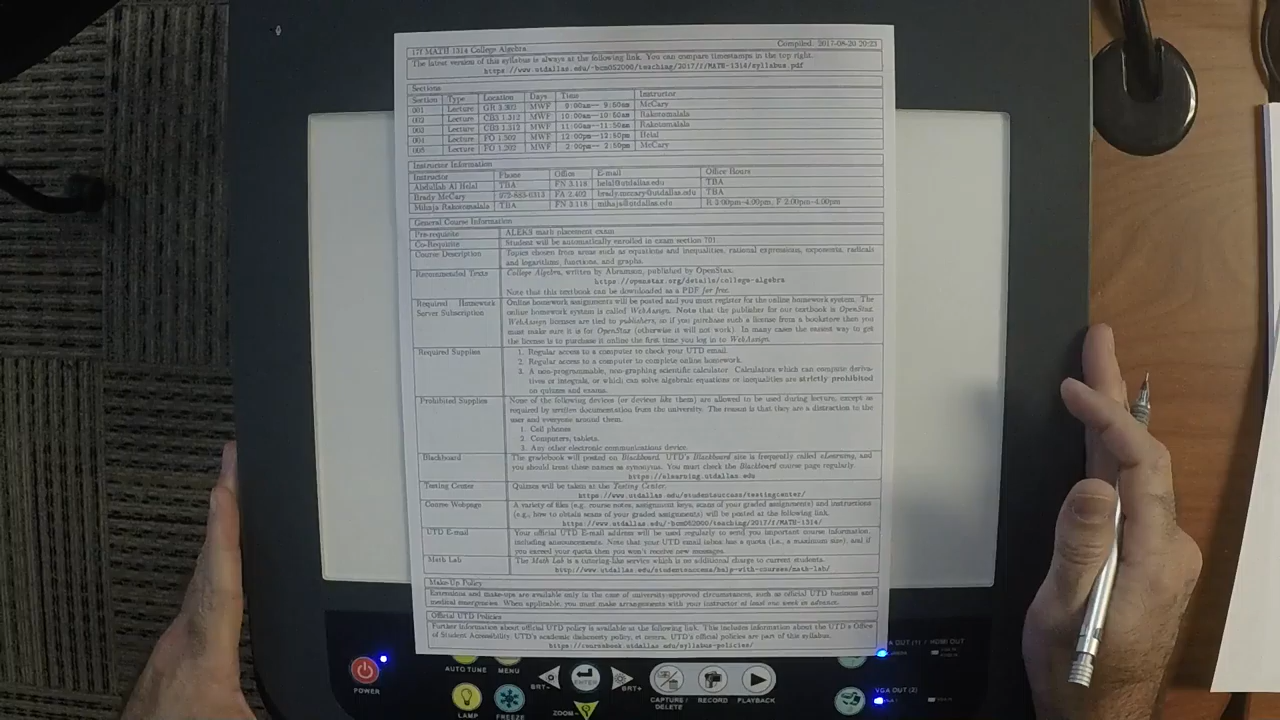 17f MATH 1314 College Algebra Compiled: 2017-08-20 20:23
The latest version of this syllabus is always at the following link. You can compare timestamps in the top right.
https://www.utdallas.edu/~bcm052000/teaching/2017/f/MATH-1314/syllabus.pdf
Sections
Section Type Location Days Time Instructor
001 Lecture GR 3.302 MWF 9:00am— 9:50am McCary
002 Lecture CB3 1.312 MWF 10:00am—10:50am Rakotomalala
003 Lecture CB3 1.312 MWF 11:00am—11:50am Rakotomalala
004 Lecture FO 1.502 MWF 12:00pm—12:50pm Helal
005 Lecture FO 1.202 MWF 2:00pm— 2:50pm McCary
Instructor Information
Instructor Phone Office E-mail Office Hours
Abdullah Al Helal TBA FN 3.118 helal@utdallas.edu TBA
Brady McCary 972-883-6313 FA 2.402 brady.mccary@utdallas.edu TBA
Mihaja Rakotomalala TBA FN 3.118 mihaja@utdallas.edu R 3:00pm-4:00pm, F 2:00pm-4:00pm
General Course Information
Pre-requisite ALEKS math placement exam
Co-Requisite Student will be automatically enrolled in exam section 701
Course Description Topics chosen from areas such as equations and inequalities, rational expressions, exponents, radicals
and logarithms, functions, and graphs.
Recommended Texts College Algebra, written by Abramson, published by OpenStax.
https://openstax.org/details/college-algebra
Note that this textbook can be downloaded as a PDF for free.
Required Homework Online homework assignments will be posted and you must register for the online homework system. The
Server Subscription online homework system is called WebAssign. Note that the publisher for our textbook is OpenStax.
WebAssign licenses are tied to publishers, so if you purchase such a license from a bookstore then you
must make sure it is for OpenStax (otherwise it will not work). In many cases the easiest way to get
the license is to purchase it online the first time you log in to WebAssign.
Required Supplies 1. Regular access to a computer to check your UTD email.
2. Regular access to a computer to complete online homework.
3. A non-programmable, non-graphing scientific calculator. Calculators which can compute deriva-
tives or integrals, or which can solve algebraic equations or inequalities are strictly prohibited
on quizzes and exams.
Prohibited Supplies None of the following devices (or devices like them) are allowed to be used during lecture, except as
required by written documentation from the university. The reason is that they are a distraction to the
user and everyone around them.
1. Cell phones
2. Computers, tablets.
3. Any other electronic communications device.
Blackboard The gradebook will posted on Blackboard. UTD's Blackboard site is frequently called eLearning, and
you should treat these names as synonyms. You must check the Blackboard course page regularly.
https://elearning.utdallas.edu
Testing Center Quizzes will be taken at the Testing Center.
https://www.utdallas.edu/studentsuccess/testingcenter/
Course Webpage A variety of files (e.g. course notes, assignment keys, scans of your graded assignments) and instructions
(e.g., how to obtain scans of your graded assignments) will be posted at the following link.
https://www.utdallas.edu/~bcm052000/teaching/2017/f/MATH-1314/
UTD E-mail Your official UTD E-mail address will be used regularly to send you important course information
including announcements. Note that your UTD email inbox has a quota (i.e., a maximum size), and if
you exceed your quota then you won't receive new messages.
Math Lab The Math Lab is a tutoring-like service which is no additional charge to current students.
http://www.utdallas.edu/studentsuccess/help-with-courses/math-lab/
Make-Up Policy
Extensions and make-ups are available only in the case of university-approved circumstances, such as official UTD business and
medical emergencies. When applicable, you must make arrangements with your instructor at least one week in advance.
Official UTD Policies
Further information about official UTD policy is available at the following link. This includes information about the UTD's Office
of Student Accessibility, UTD's academic dishonesty policy, et cetera. UTD's official policies are part of this syllabus.
https://coursebook.utdallas.edu/syllabus-policies/
POWER
AUTO TUNE
MENU
LAMP
FREEZE
BRT-
ENTER
BRT+
ZOOM-
CAPTURE / DELETE
RECORD
PLAYBACK
VGA OUT (1) / HDMI OUT
VGA OUT (2)